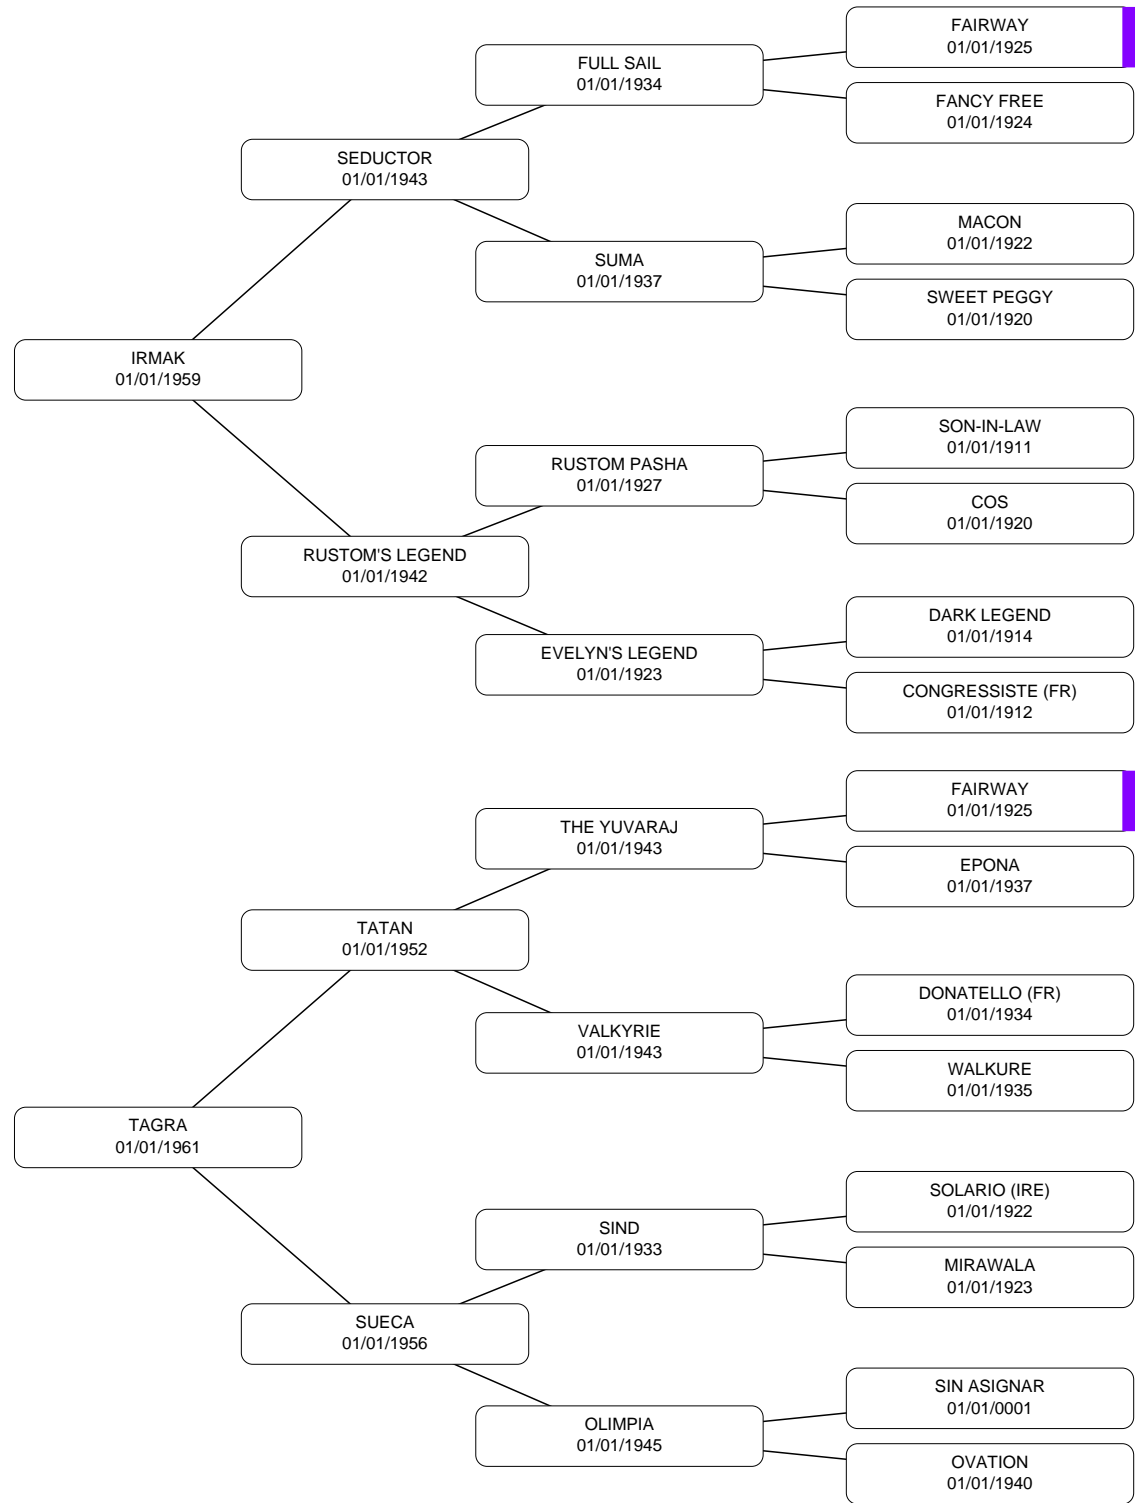 FAIRWAY
01/01/1925
FULL SAIL
01/01/1934
FANCY FREE
01/01/1924
SEDUCTOR
01/01/1943
MACON
01/01/1922
SUMA
01/01/1937
SWEET PEGGY
01/01/1920
IRMAK
01/01/1959
SON-IN-LAW
01/01/1911
RUSTOM PASHA
01/01/1927
COS
01/01/1920
RUSTOM'S LEGEND
01/01/1942
DARK LEGEND
01/01/1914
EVELYN'S LEGEND
01/01/1923
CONGRESSISTE (FR)
01/01/1912
FAIRWAY
01/01/1925
THE YUVARAJ
01/01/1943
EPONA
01/01/1937
TATAN
01/01/1952
DONATELLO (FR)
01/01/1934
VALKYRIE
01/01/1943
WALKURE
01/01/1935
TAGRA
01/01/1961
SOLARIO (IRE)
01/01/1922
SIND
01/01/1933
MIRAWALA
01/01/1923
SUECA
01/01/1956
SIN ASIGNAR
01/01/0001
OLIMPIA
01/01/1945
OVATION
01/01/1940